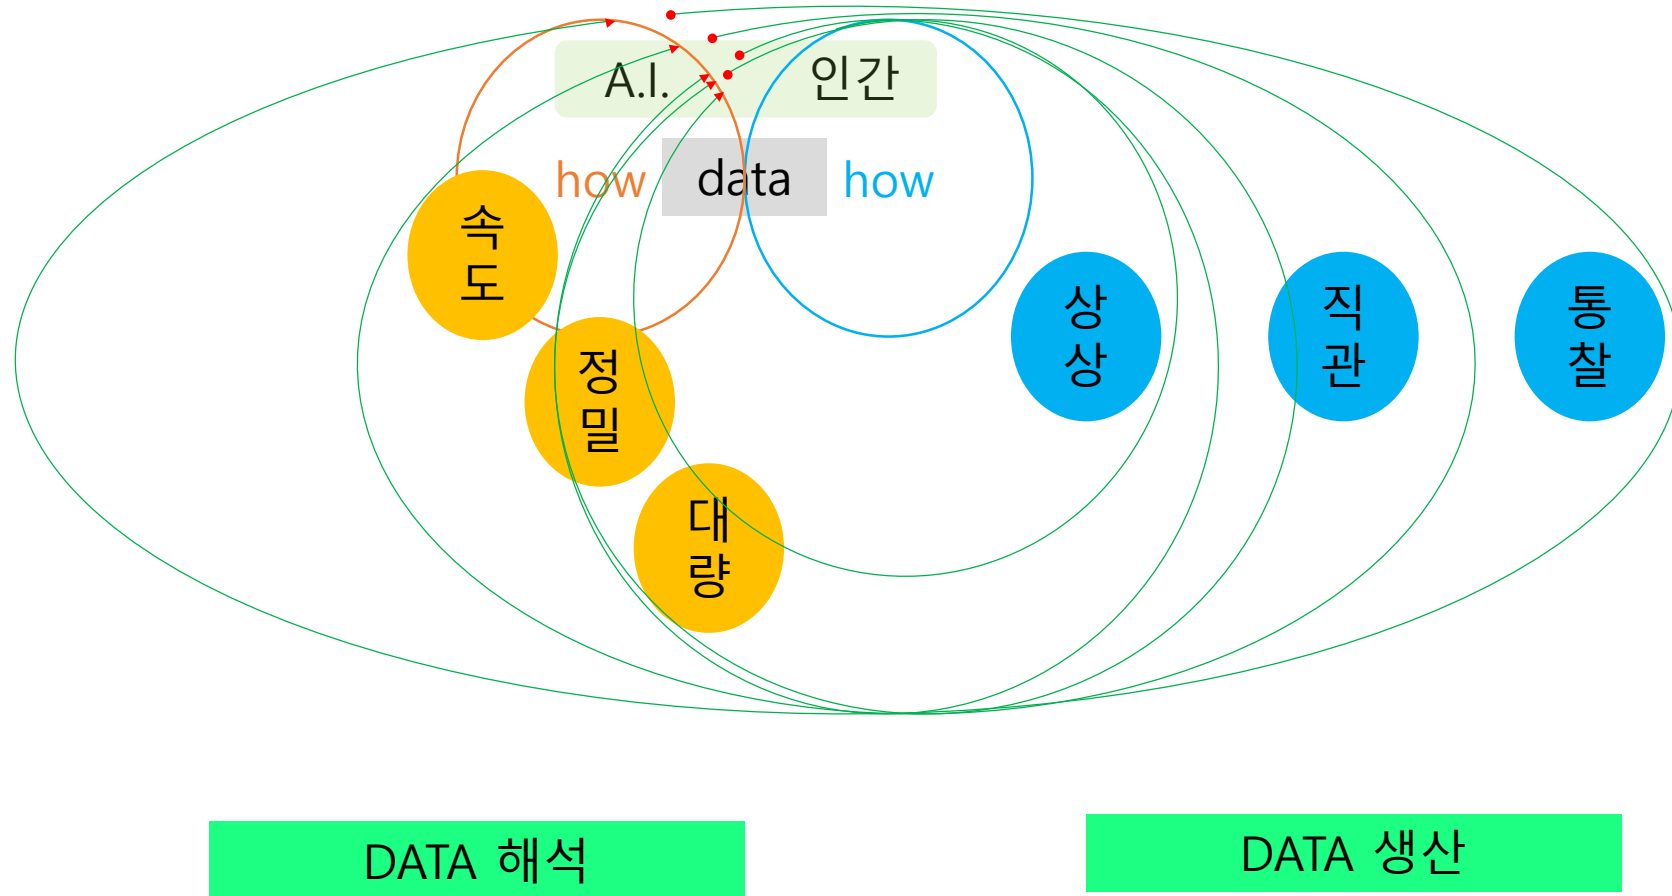 A.I. 인간
how data how
속
도
정
밀
대
량
상
상
직
관
통
찰
DATA 해석
DATA 생산